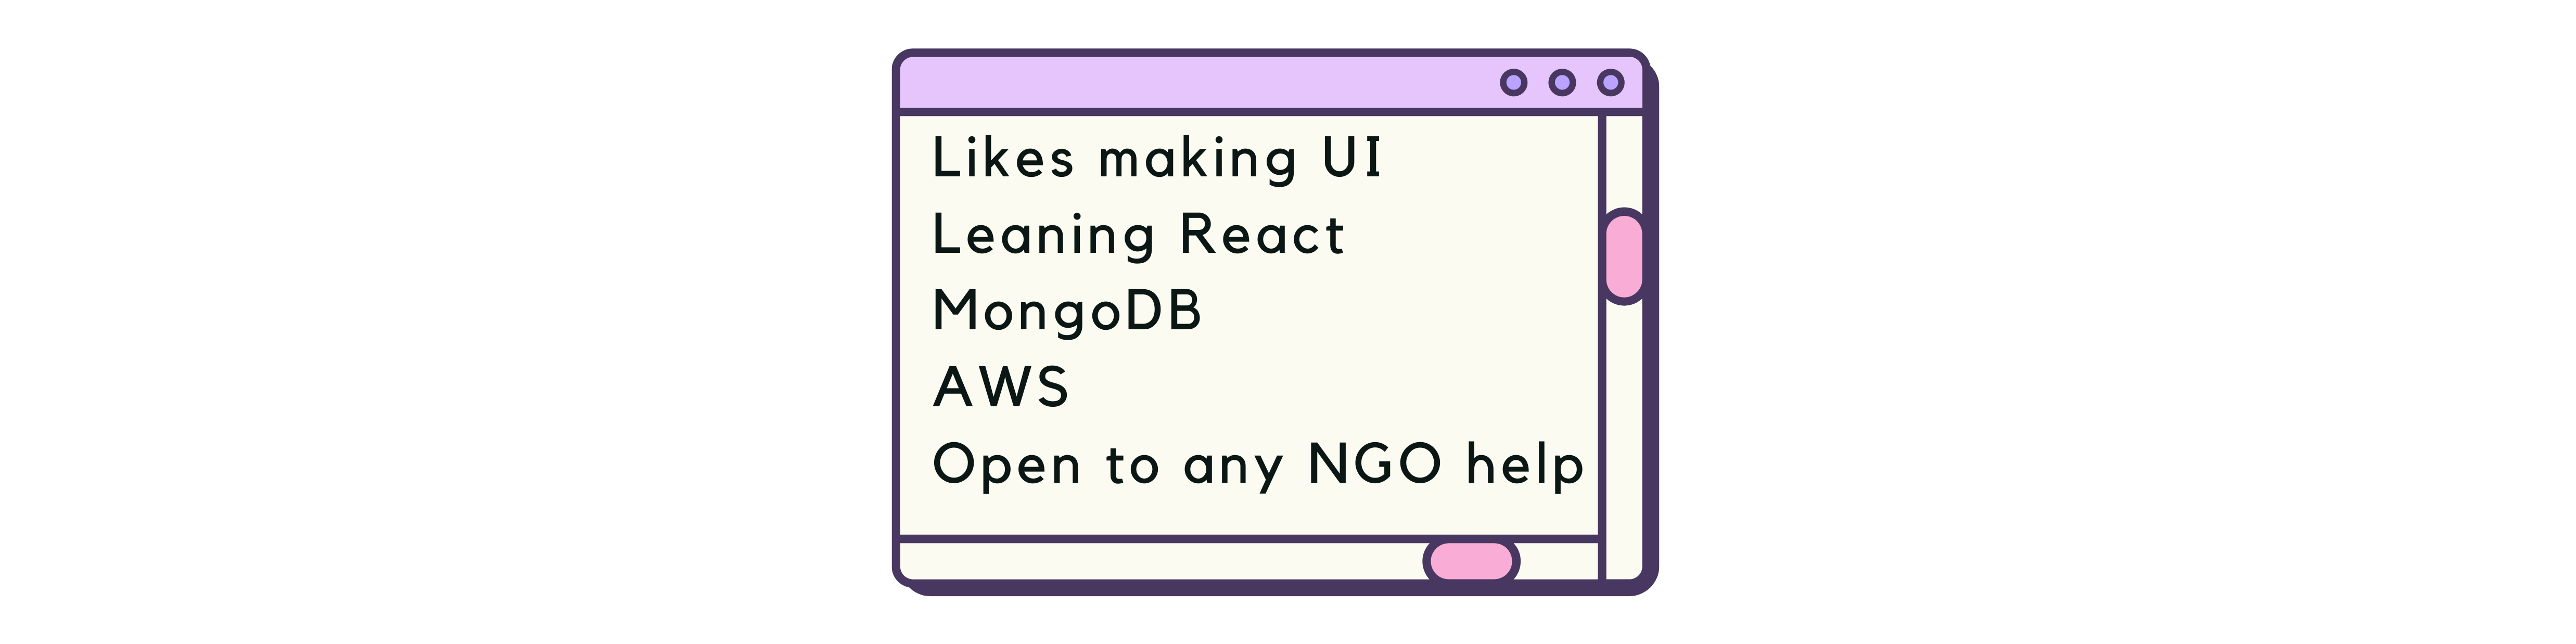 Likes making UI
Leaning React
MongoDB
AWS
Open to any NGO help